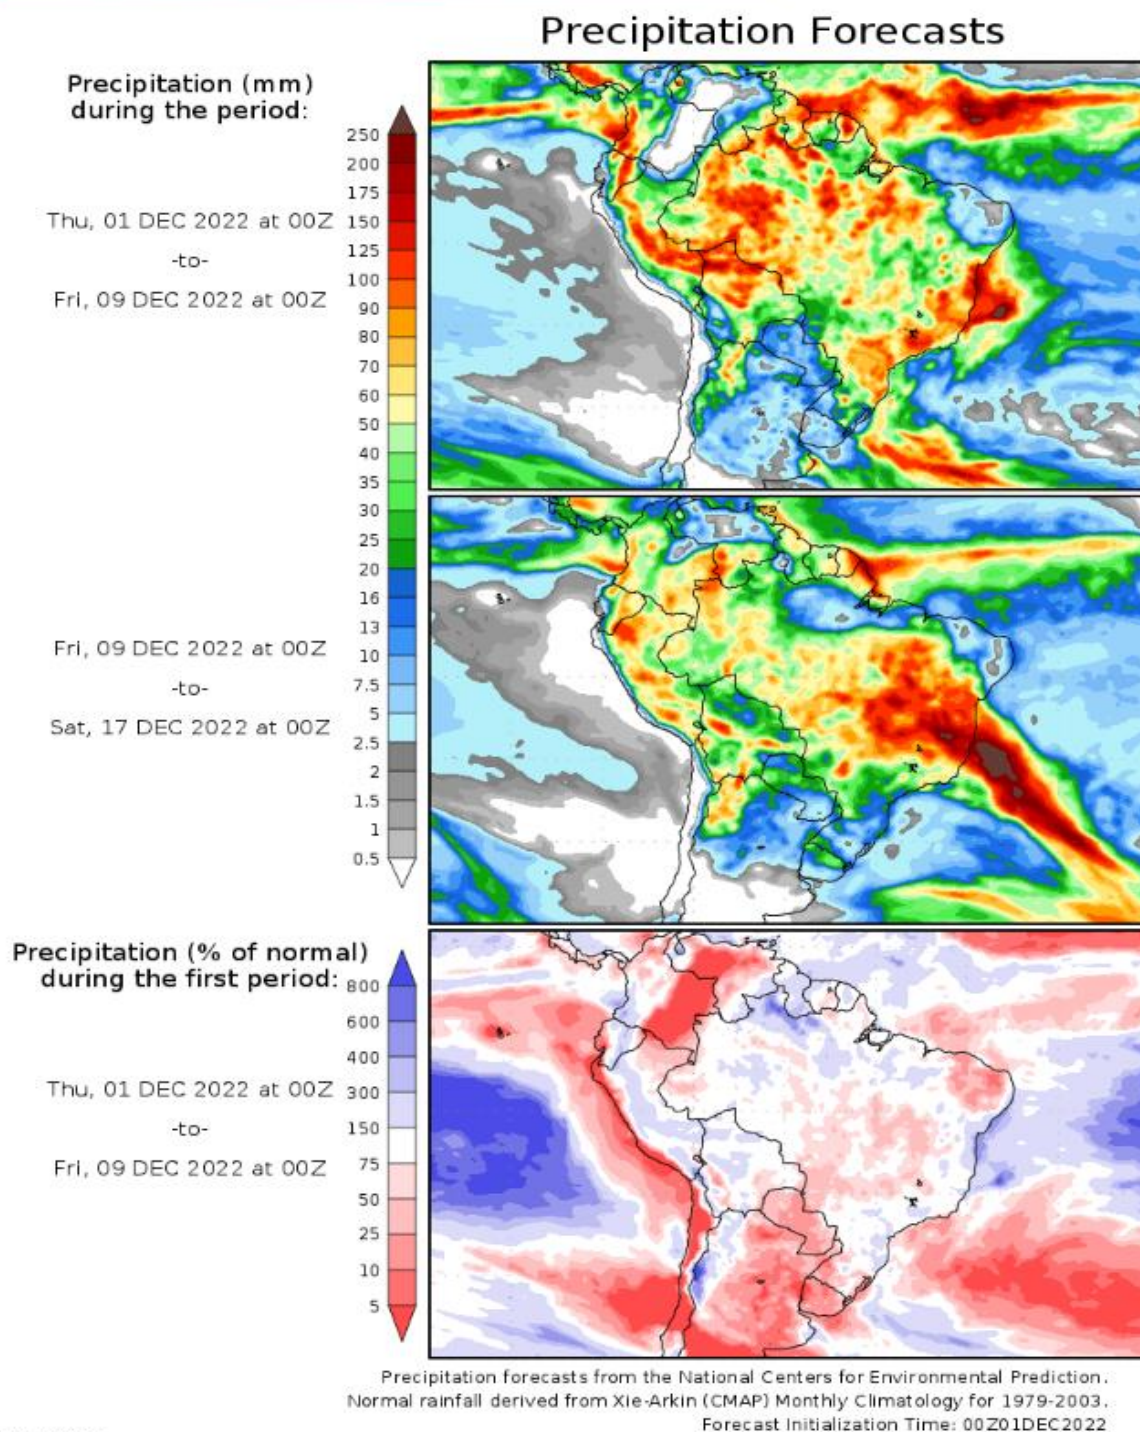 Precipitation Forecasts
Precipitation (mm)
during the period:
250
200
175
150
125
100
90
80
70
60
50
40
35
30
25
20
16
13
10
7.5
5
2.5
2
1.5
1
0.5
Thu, 01 DEC 2022 at 00Z
-to-
Fri, 09 DEC 2022 at 00Z
Fri, 09 DEC 2022 at 00Z
-to-
Sat, 17 DEC 2022 at 00Z
Precipitation (% of normal)
during the first period:
800
600
400
300
150
75
50
25
10
5
Thu, 01 DEC 2022 at 00Z
-to-
Fri, 09 DEC 2022 at 00Z
Precipitation forecasts from the National Centers for Environmental Prediction.
Normal rainfall derived from Xie-Arkin (CMAP) Monthly Climatology for 1979-2003.
Forecast Initialization Time: 00Z01DEC2022